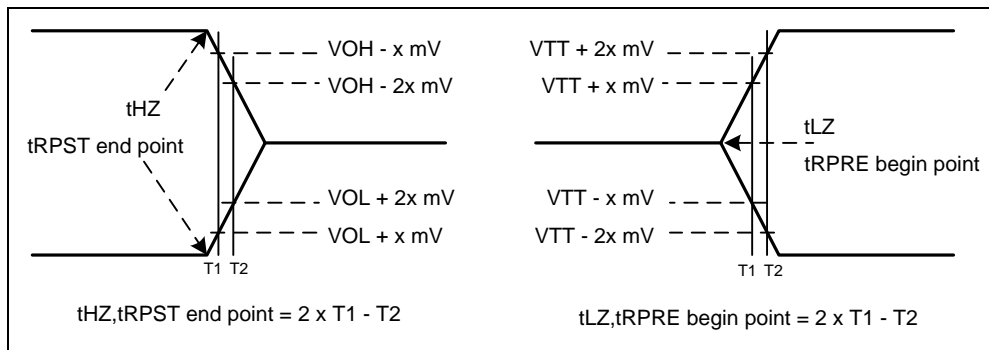 VOH - x mV
VOH - 2x mV
tHZ
tRPST end point
VOL + 2x mV
VOL + x mV
T1 T2
tHZ,tRPST end point = 2 x T1 - T2
VTT + 2x mV
VTT + x mV
tLZ
tRPRE begin point
VTT - x mV
VTT - 2x mV
T1 T2
tLZ,tRPRE begin point = 2 x T1 - T2